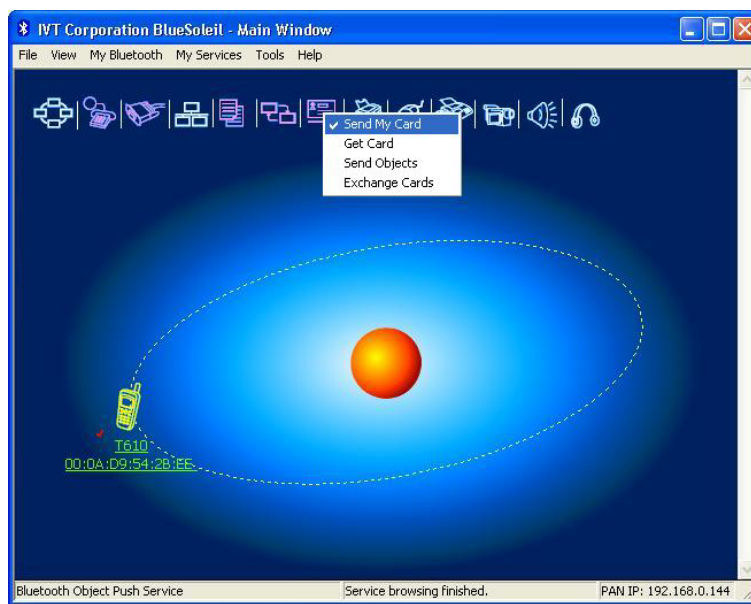 IVT Corporation BlueSoleil - Main Window
File View My Bluetooth My Services Tools Help
Send My Card
Get Card
Send Objects
Exchange Cards
T610
00:0A:D9:54:2B:EE
Bluetooth Object Push Service Service browsing finished. PAN IP: 192.168.0.144